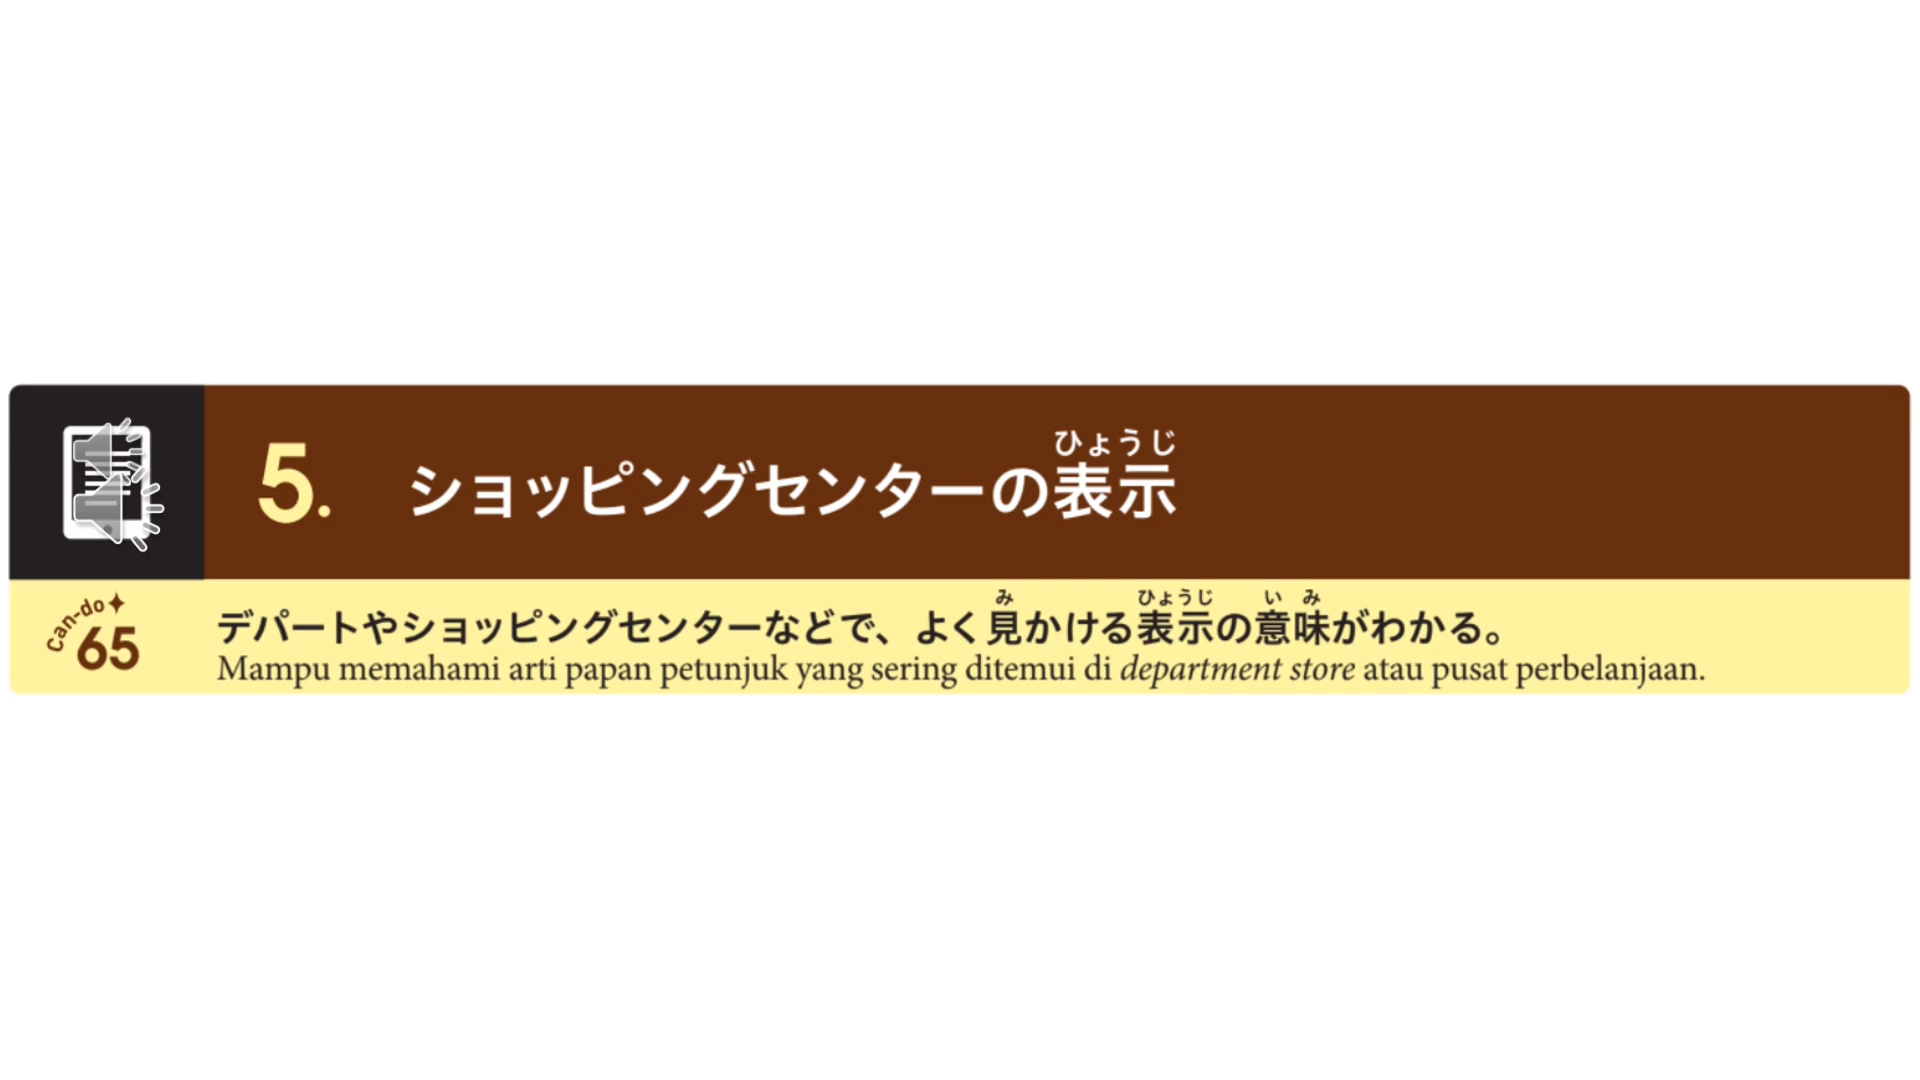 ひょうじ
5. ショッピングセンターの表示
Can-do
65
み ひょうじ い み
デパートやショッピングセンターなどで、よく見かける表示の意味がわかる。
Mampu memahami arti papan petunjuk yang sering ditemui di department store atau pusat perbelanjaan.